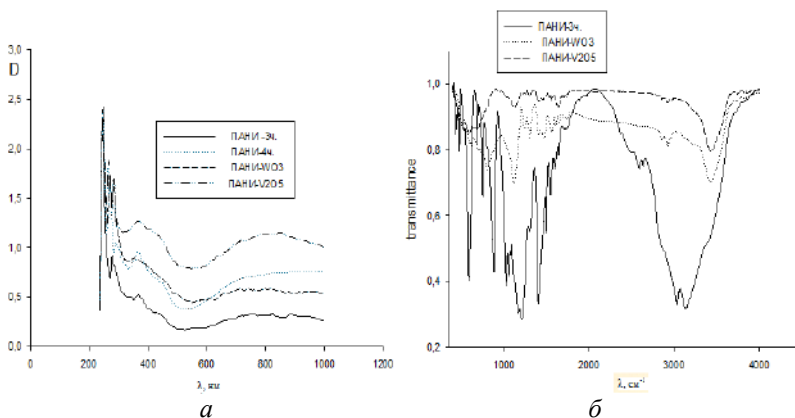 3,0
D
2,5
2,0
1,5
1,0
0,5
0,0
0
200
400
600
800
1000
1200
λ, нм
ПАНИ -3ч.
ПАНИ-4ч.
ПАНИ-WO3
ПАНИ-V2O5
а
ПАНИ-3ч.
ПАНИ-WO3
ПАНИ-V2O5
transmittance
1,0
0,8
0,6
0,4
0,2
1000
2000
3000
4000
λ, см⁻¹
б